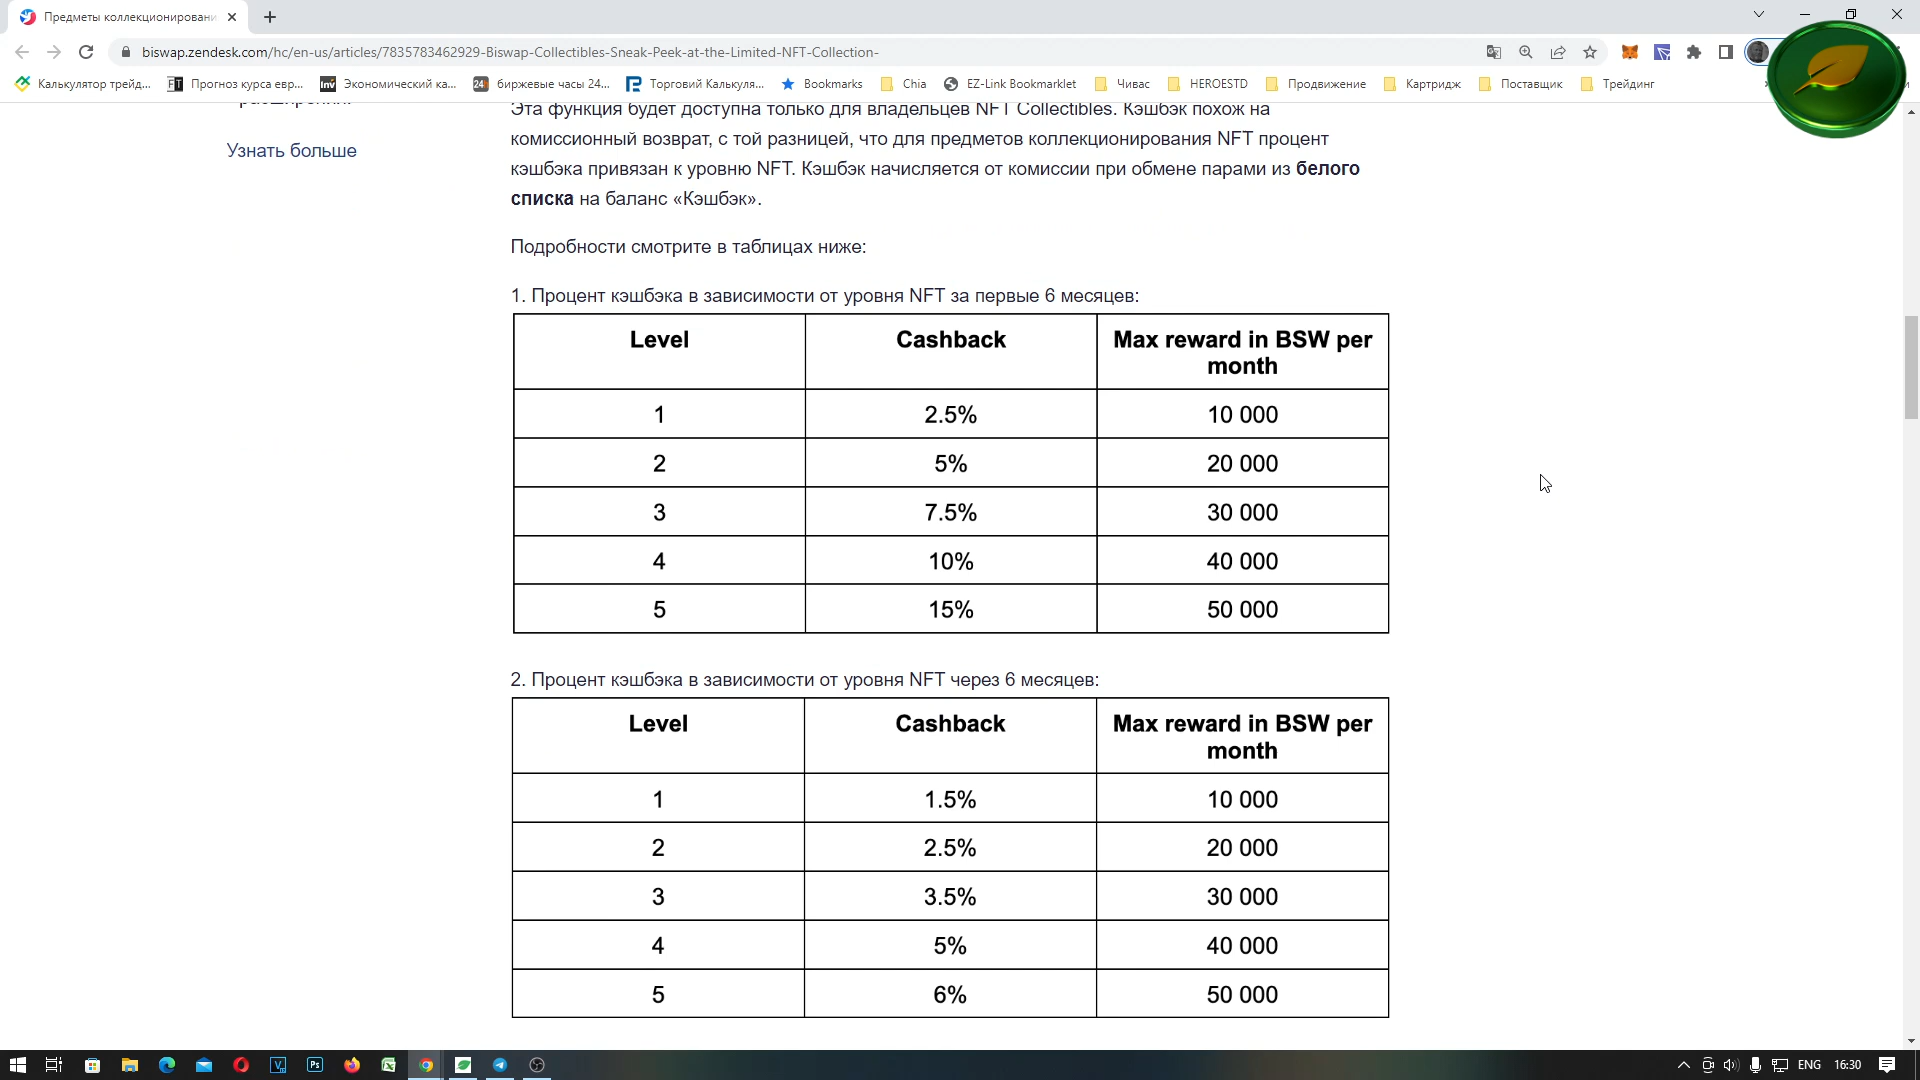 Предметы коллекционировани
biswap.zendesk.com/hc/en-us/articles/7835783462929-Biswap-Collectibles-Sneak-Peek-at-the-Limited-NFT-Collection-
Калькулятор трейд... Прогноз курса евр... Экономический ка... биржевые часы 24... Торговий Калькуля... Bookmarks Chia EZ-Link Bookmarklet Чивас HEROESTD Продвижение Картридж Поставщик Трейдинг
Узнать больше
Эта функция будет доступна только для владельцев NFT Collectibles. Кэшбэк похож на
комиссионный возврат, с той разницей, что для предметов коллекционирования NFT процент
кэшбэка привязан к уровню NFT. Кэшбэк начисляется от комиссии при обмене парами из белого
списка на баланс «Кэшбэк».
Подробности смотрите в таблицах ниже:
1. Процент кэшбэка в зависимости от уровня NFT за первые 6 месяцев:
Level Cashback Max reward in BSW per
month
1 2.5% 10 000
2 5% 20 000
3 7.5% 30 000
4 10% 40 000
5 15% 50 000
2. Процент кэшбэка в зависимости от уровня NFT через 6 месяцев:
Level Cashback Max reward in BSW per
month
1 1.5% 10 000
2 2.5% 20 000
3 3.5% 30 000
4 5% 40 000
5 6% 50 000
ENG 16:30